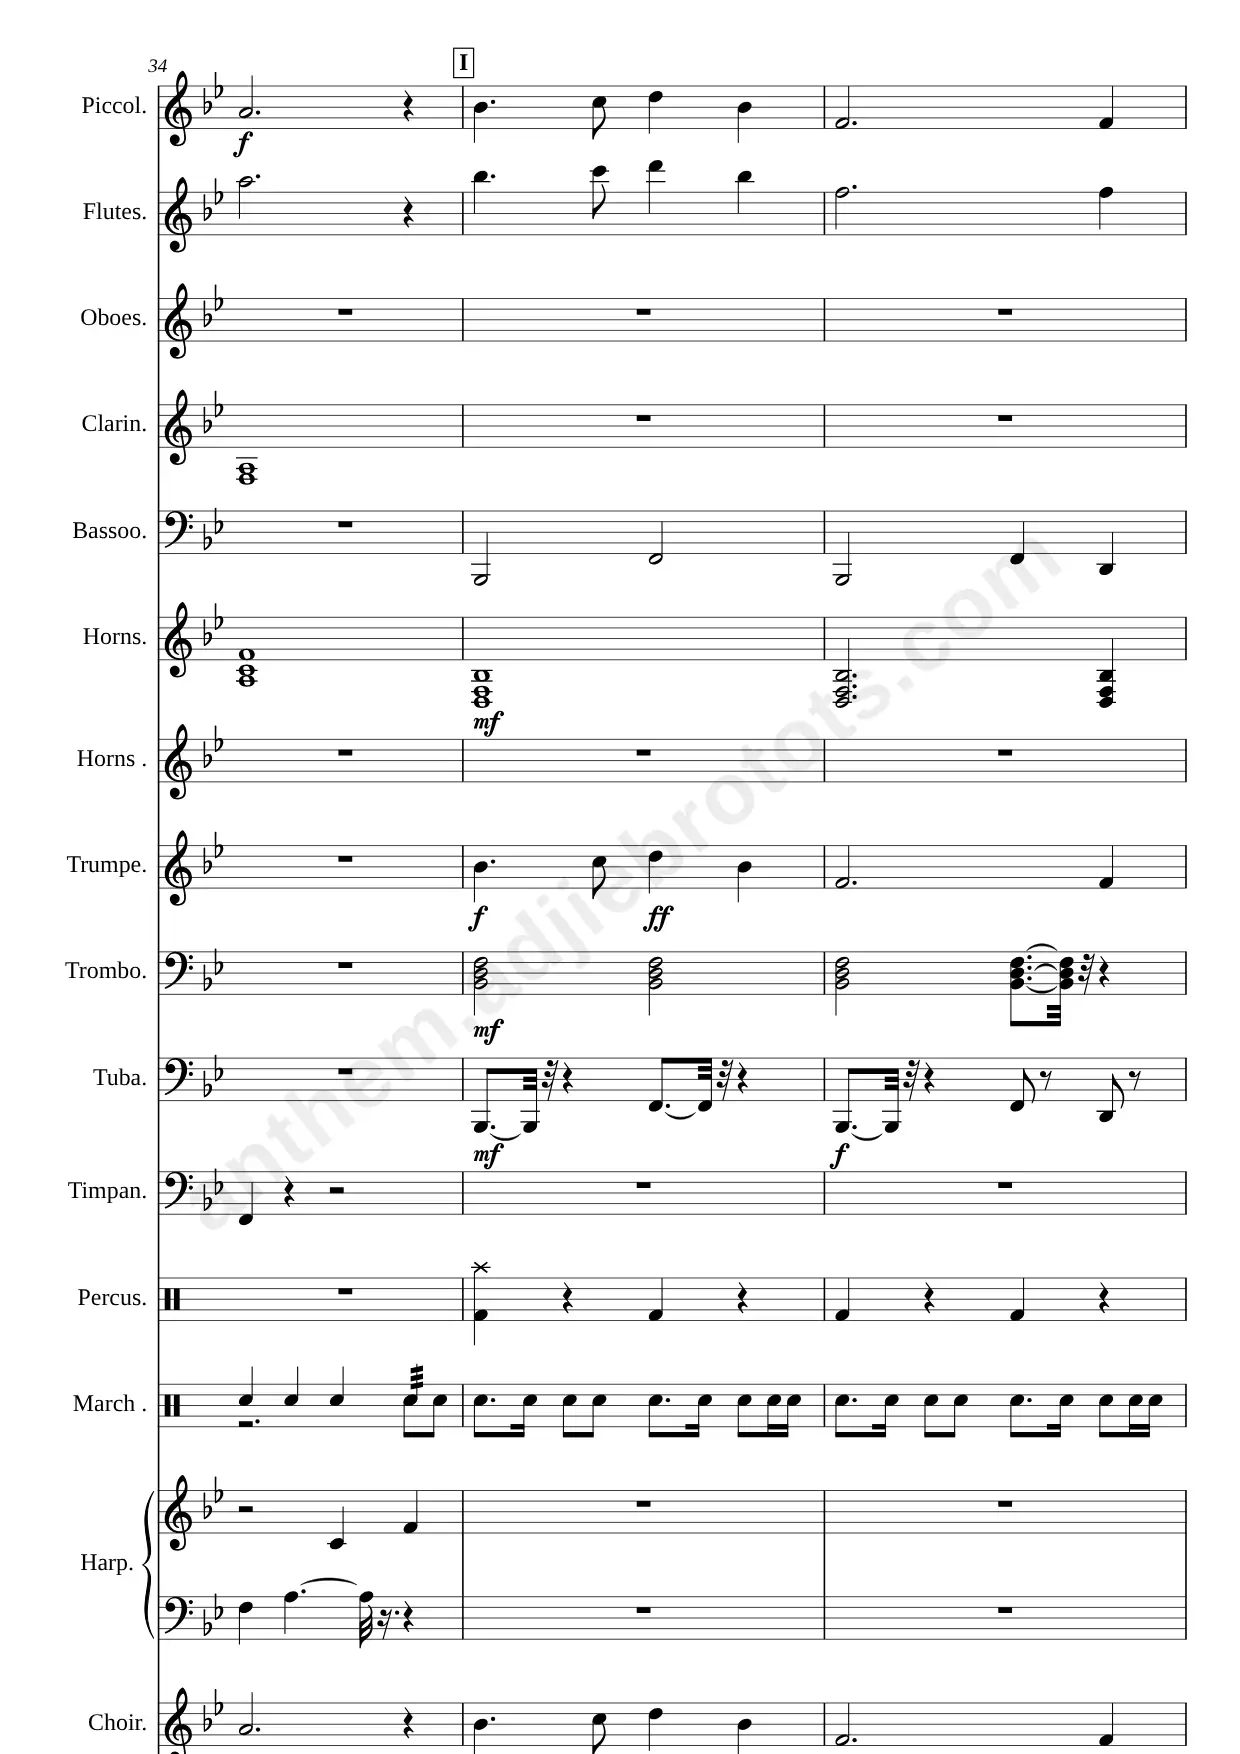 34
I
Piccol.
f
Flutes.
Oboes.
Clarin.
Bassoo.
Horns.
mf
Horns .
Trumpe.
f ff
Trombo.
mf
Tuba.
mf f
Timpan.
Percus.
March .
Harp.
Choir.
anthem.adjiebrotots.com